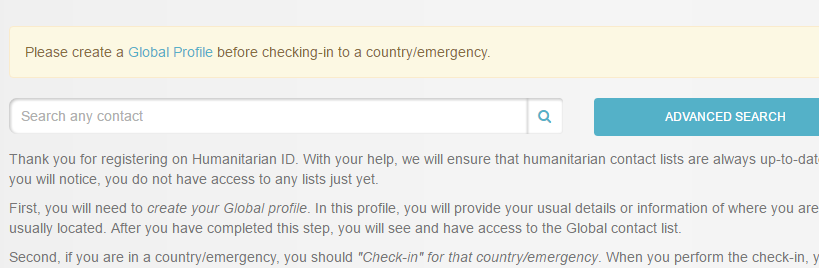 Please create a Global Profile before checking-in to a country/emergency.
Search any contact
ADVANCED SEARCH
Thank you for registering on Humanitarian ID. With your help, we will ensure that humanitarian contact lists are always up-to-dat
you will notice, you do not have access to any lists just yet.
First, you will need to create your Global profile. In this profile, you will provide your usual details or information of where you are
usually located. After you have completed this step, you will see and have access to the Global contact list.
Second, if you are in a country/emergency, you should "Check-in" for that country/emergency. When you perform the check-in, y